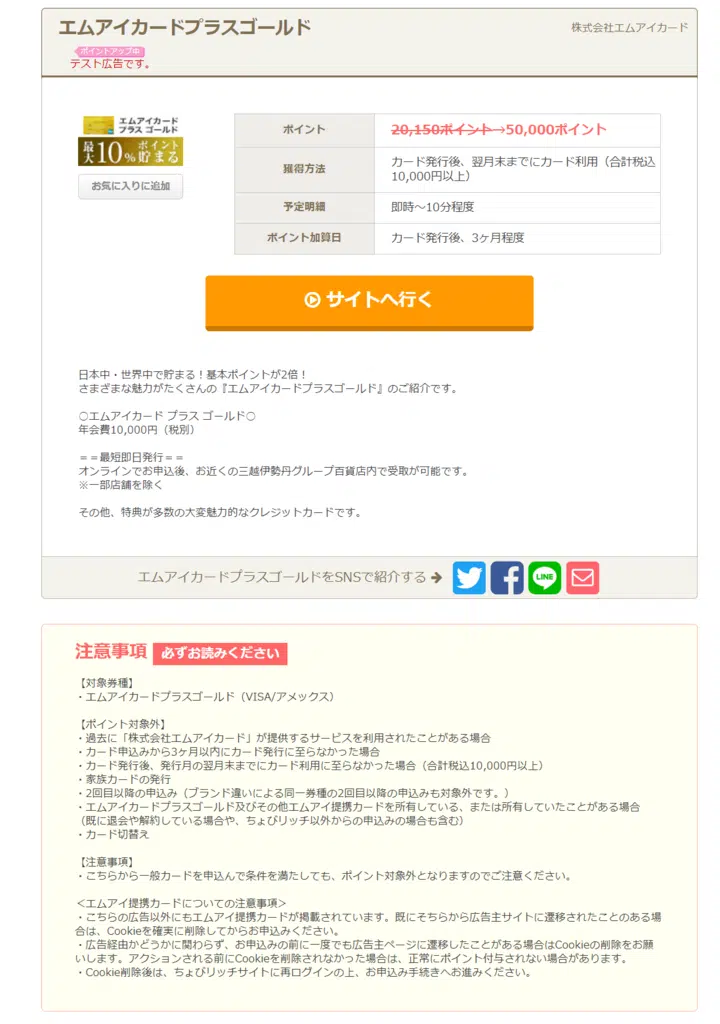 エムアイカードプラスゴールド
株式会社エムアイカード
ポイントアップ中
テスト広告です。
エムアイカード
プラス ゴールド
最大10%ポイント貯まる
お気に入りに追加
ポイント
20,150ポイント→50,000ポイント
獲得方法
カード発行後、翌月末までにカード利用（合計税込
10,000円以上）
予定明細
即時～10分程度
ポイント加算日
カード発行後、3ヶ月程度
サイトへ行く
日本中・世界中で貯まる！基本ポイントが2倍！
さまざまな魅力がたくさんの『エムアイカードプラスゴールド』のご紹介です。
○エムアイカード プラス ゴールド○
年会費10,000円（税別）
＝＝最短即日発行＝＝
オンラインでお申込後、お近くの三越伊勢丹グループ百貨店内で受取が可能です。
※一部店舗を除く
その他、特典が多数の大変魅力的なクレジットカードです。
エムアイカードプラスゴールドをSNSで紹介する
LINE
注意事項 必ずお読みください
【対象券種】
・エムアイカードプラスゴールド（VISA/アメックス）
【ポイント対象外】
・過去に「株式会社エムアイカード」が提供するサービスを利用されたことがある場合
・カード申込みから3ヶ月以内にカード発行に至らなかった場合
・カード発行後、発行月の翌月末までにカード利用に至らなかった場合（合計税込10,000円以上）
・家族カードの発行
・2回目以降の申込み（ブランド違いによる同一券種の2回目以降の申込みも対象外です。）
・エムアイカードプラスゴールド及びその他エムアイ提携カードを所有している、または所有していたことがある場合
（既に退会や解約している場合や、ちょびリッチ以外からの申込みの場合も含む）
・カード切替え
【注意事項】
・こちらから一般カードを申込んで条件を満たしても、ポイント対象外となりますのでご注意ください。
＜エムアイ提携カードについての注意事項＞
・こちらの広告以外にもエムアイ提携カードが掲載されています。既にそちらから広告主サイトに遷移されたことのある場
合は、Cookieを確実に削除してからお申込みください。
・広告経由かどうかに関わらず、お申込みの前に一度でも広告主ページに遷移したことがある場合はCookieの削除をお願
いします。アクションされる前にCookieを削除されなかった場合は、正常にポイント付与されない場合があります。
・Cookie削除後は、ちょびリッチサイトに再ログインの上、お申込み手続きへお進みください。